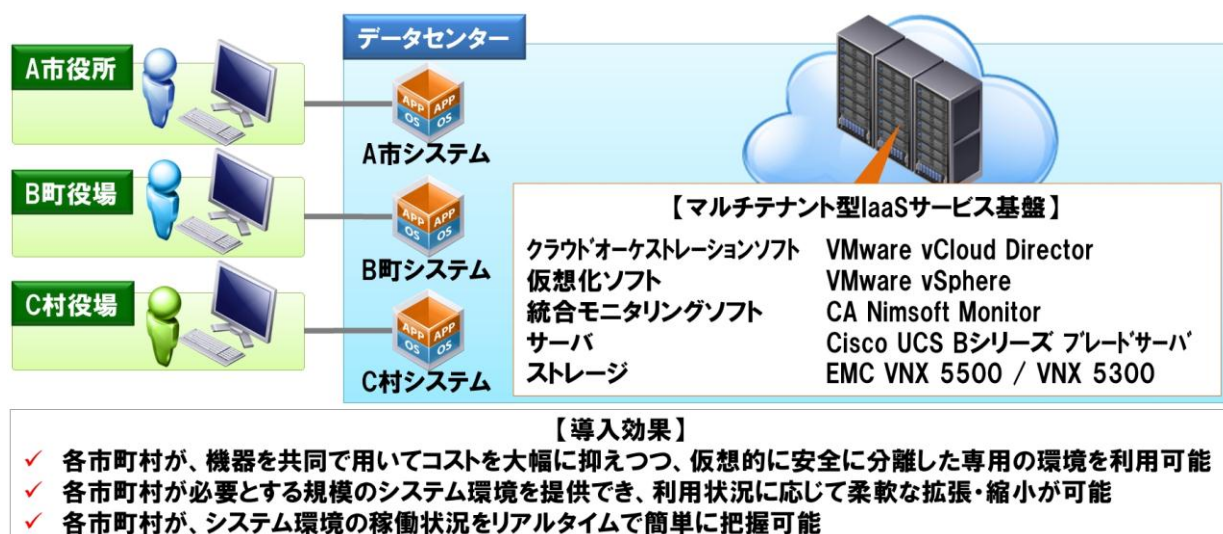 データセンター
A市役所
APP APP
OS OS
A市システム
B町役場
APP APP
OS OS
B町システム
C村役場
APP APP
OS OS
C村システム
【マルチテナント型IaaSサービス基盤】
クラウドオーケストレーションソフト VMware vCloud Director
仮想化ソフト VMware vSphere
統合モニタリングソフト CA Nimsoft Monitor
サーバ Cisco UCS Bシリーズ ブレードサーバ
ストレージ EMC VNX 5500 / VNX 5300
【導入効果】
✓ 各市町村が、機器を共同で用いてコストを大幅に抑えつつ、仮想的に安全に分離した専用の環境を利用可能
✓ 各市町村が必要とする規模のシステム環境を提供でき、利用状況に応じて柔軟な拡張・縮小が可能
✓ 各市町村が、システム環境の稼働状況をリアルタイムで簡単に把握可能